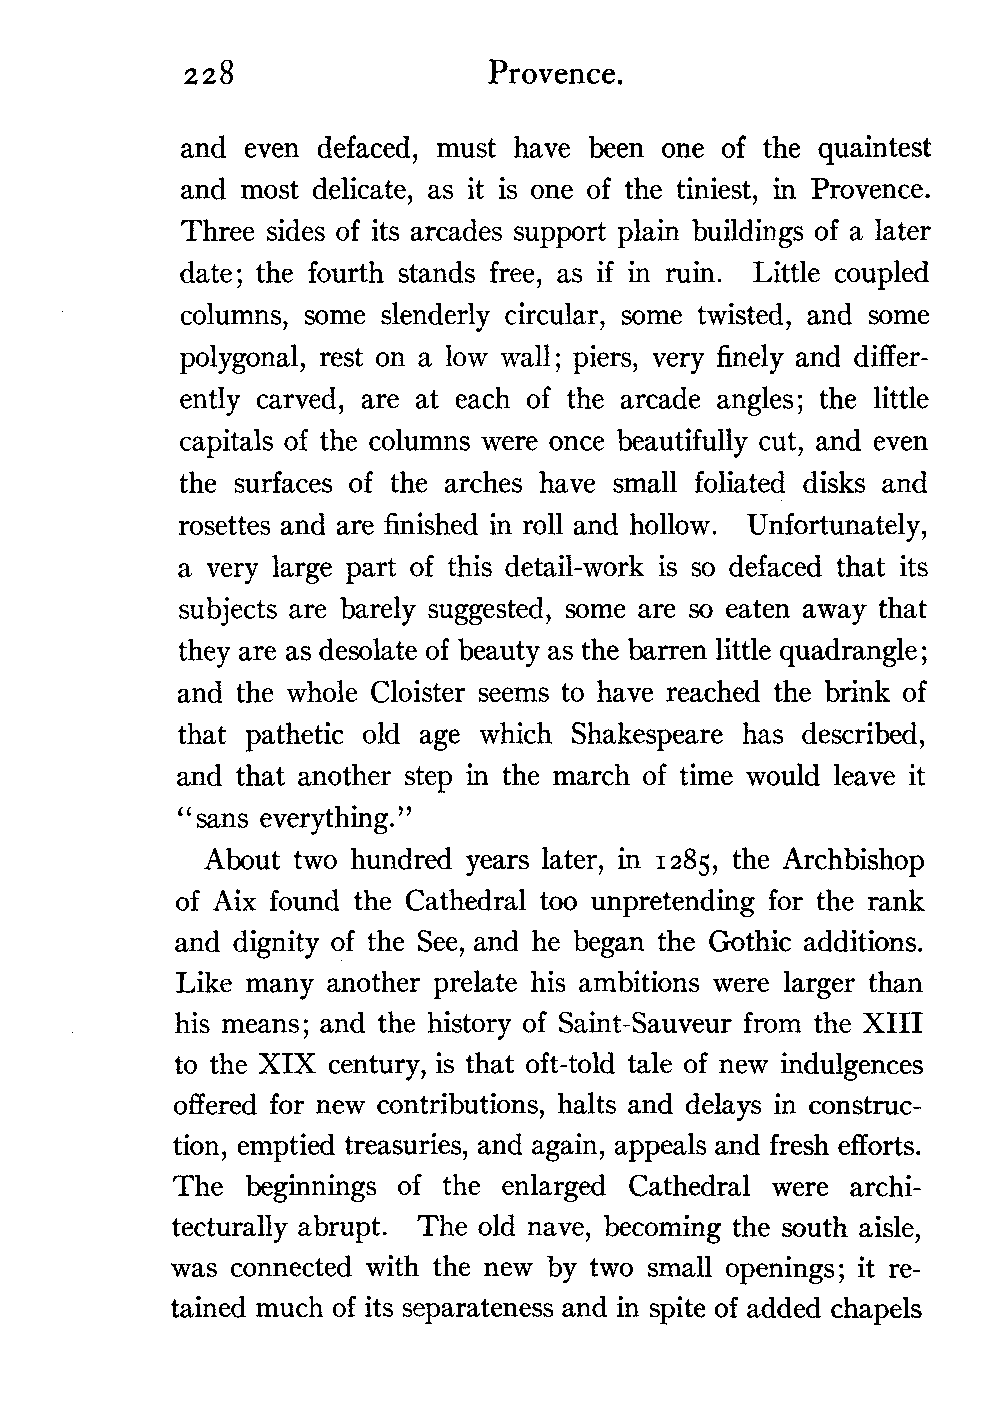 228 Provence.
and even defaced, must have been one of the quaintest
and most delicate, as it is one of the tiniest, in Provence.
Three sides of its arcades support plain buildings of a later
date; the fourth stands free, as if in ruin. Little coupled
columns, some slenderly circular, some twisted, and some
polygonal, rest on a low wall; piers, very finely and differ-
ently carved, are at each of the arcade angles; the little
capitals of the columns were once beautifully cut, and even
the surfaces of the arches have small foliated disks and
rosettes and are finished in roll and hollow. Unfortunately,
a very large part of this detail-work is so defaced that its
subjects are barely suggested, some are so eaten away that
they are as desolate of beauty as the barren little quadrangle;
and the whole Cloister seems to have reached the brink of
that pathetic old age which Shakespeare has described,
and that another step in the march of time would leave it
“sans everything.”
About two hundred years later, in 1285, the Archbishop
of Aix found the Cathedral too unpretending for the rank
and dignity of the See, and he began the Gothic additions.
Like many another prelate his ambitions were larger than
his means; and the history of Saint-Sauveur from the XIII
to the XIX century, is that oft-told tale of new indulgences
offered for new contributions, halts and delays in construc-
tion, emptied treasuries, and again, appeals and fresh efforts.
The beginnings of the enlarged Cathedral were archi-
tecturally abrupt. The old nave, becoming the south aisle,
was connected with the new by two small openings; it re-
tained much of its separateness and in spite of added chapels